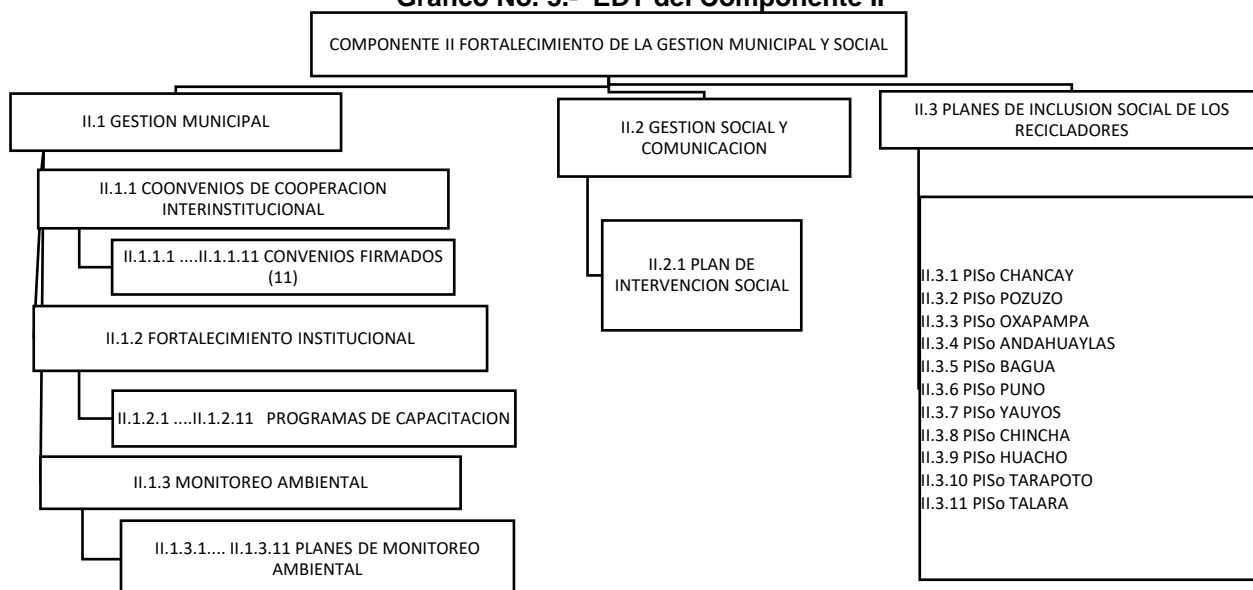 Gráfico No. 5.- EDT del Componente II
COMPONENTE II FORTALECIMIENTO DE LA GESTION MUNICIPAL Y SOCIAL
II.1 GESTION MUNICIPAL
II.1.1 COONVENIOS DE COOPERACION
INTERINSTITUCIONAL
II.1.1.1 ....II.1.1.11 CONVENIOS FIRMADOS
(11)
II.1.2 FORTALECIMIENTO INSTITUCIONAL
II.1.2.1 ....II.1.2.11 PROGRAMAS DE CAPACITACION
II.1.3 MONITOREO AMBIENTAL
II.1.3.1.... II.1.3.11 PLANES DE MONITOREO
AMBIENTAL
II.2 GESTION SOCIAL Y
COMUNICACION
II.2.1 PLAN DE
INTERVENCION SOCIAL
II.3 PLANES DE INCLUSION SOCIAL DE LOS
RECICLADORES
II.3.1 PISo CHANCAY
II.3.2 PISo POZUZO
II.3.3 PISo OXAPAMPA
II.3.4 PISo ANDAHUAYLAS
II.3.5 PISo BAGUA
II.3.6 PISo PUNO
II.3.7 PISo YAUYOS
II.3.8 PISo CHINCHA
II.3.9 PISo HUACHO
II.3.10 PISo TARAPOTO
II.3.11 PISo TALARA